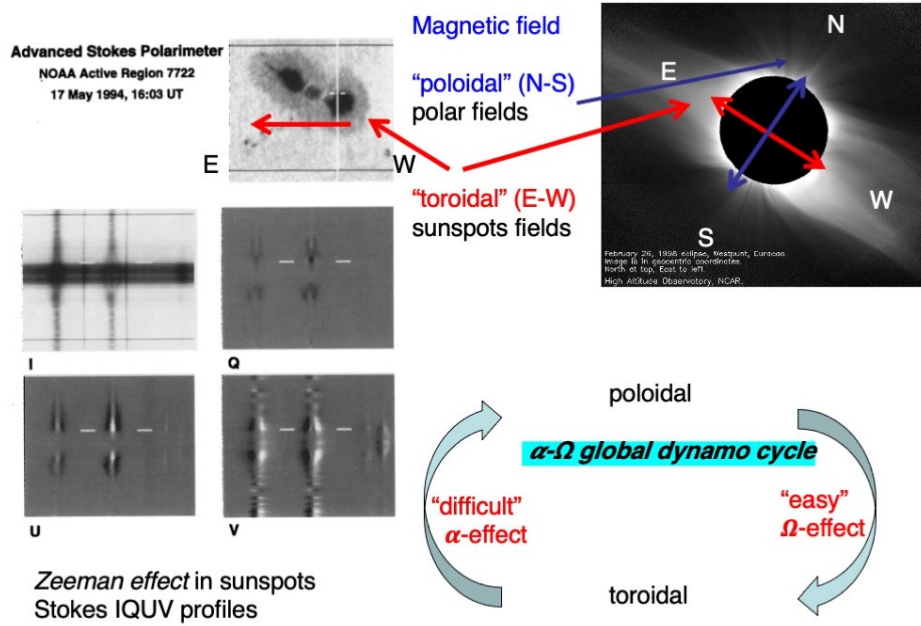 Advanced Stokes Polarimeter
NOAA Active Region 7722
17 May 1994, 16:03 UT
E
W
Magnetic field
“poloidal” (N-S)
polar fields
“toroidal” (E-W)
sunspots fields
N
E
W
S
February 26, 1998 eclipse, Westpunt, Curacao.
Image is in geocentric coordinates.
North at top, East to left.
High Altitude Observatory, NCAR.
I
Q
U
V
Zeeman effect in sunspots
Stokes IQUV profiles
poloidal
α-Ω global dynamo cycle
“difficult”
α-effect
“easy”
Ω-effect
toroidal